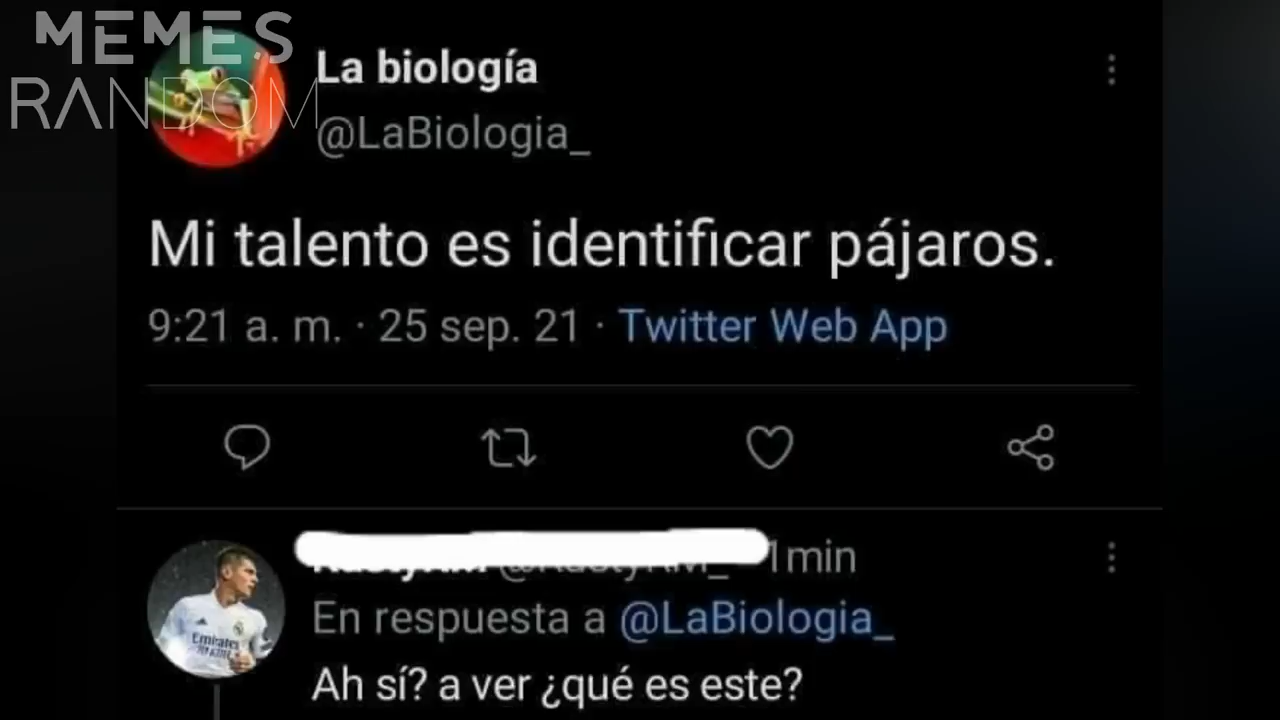 MEMES
RANDOM
La biología
@LaBiologia_
Mi talento es identificar pájaros.
9:21 a. m. · 25 sep. 21 · Twitter Web App
1 min
En respuesta a @LaBiologia_
Emirates
Ah sí? a ver ¿qué es este?